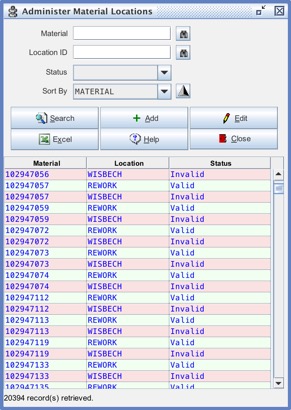 Administer Material Locations
Material
Location ID
Status
Sort By MATERIAL
Search Add Edit
Excel Help Close
Material Location Status
102947056 WISBECH Invalid
102947057 REWORK Valid
102947057 WISBECH Invalid
102947059 REWORK Valid
102947059 WISBECH Invalid
102947072 REWORK Valid
102947072 WISBECH Invalid
102947073 REWORK Valid
102947073 WISBECH Invalid
102947074 REWORK Valid
102947074 WISBECH Invalid
102947112 REWORK Valid
102947112 WISBECH Invalid
102947113 REWORK Valid
102947113 WISBECH Invalid
102947119 REWORK Valid
102947119 WISBECH Invalid
102947133 REWORK Valid
102947133 WISBECH Invalid
102947135 REWORK Valid
20394 record(s) retrieved.